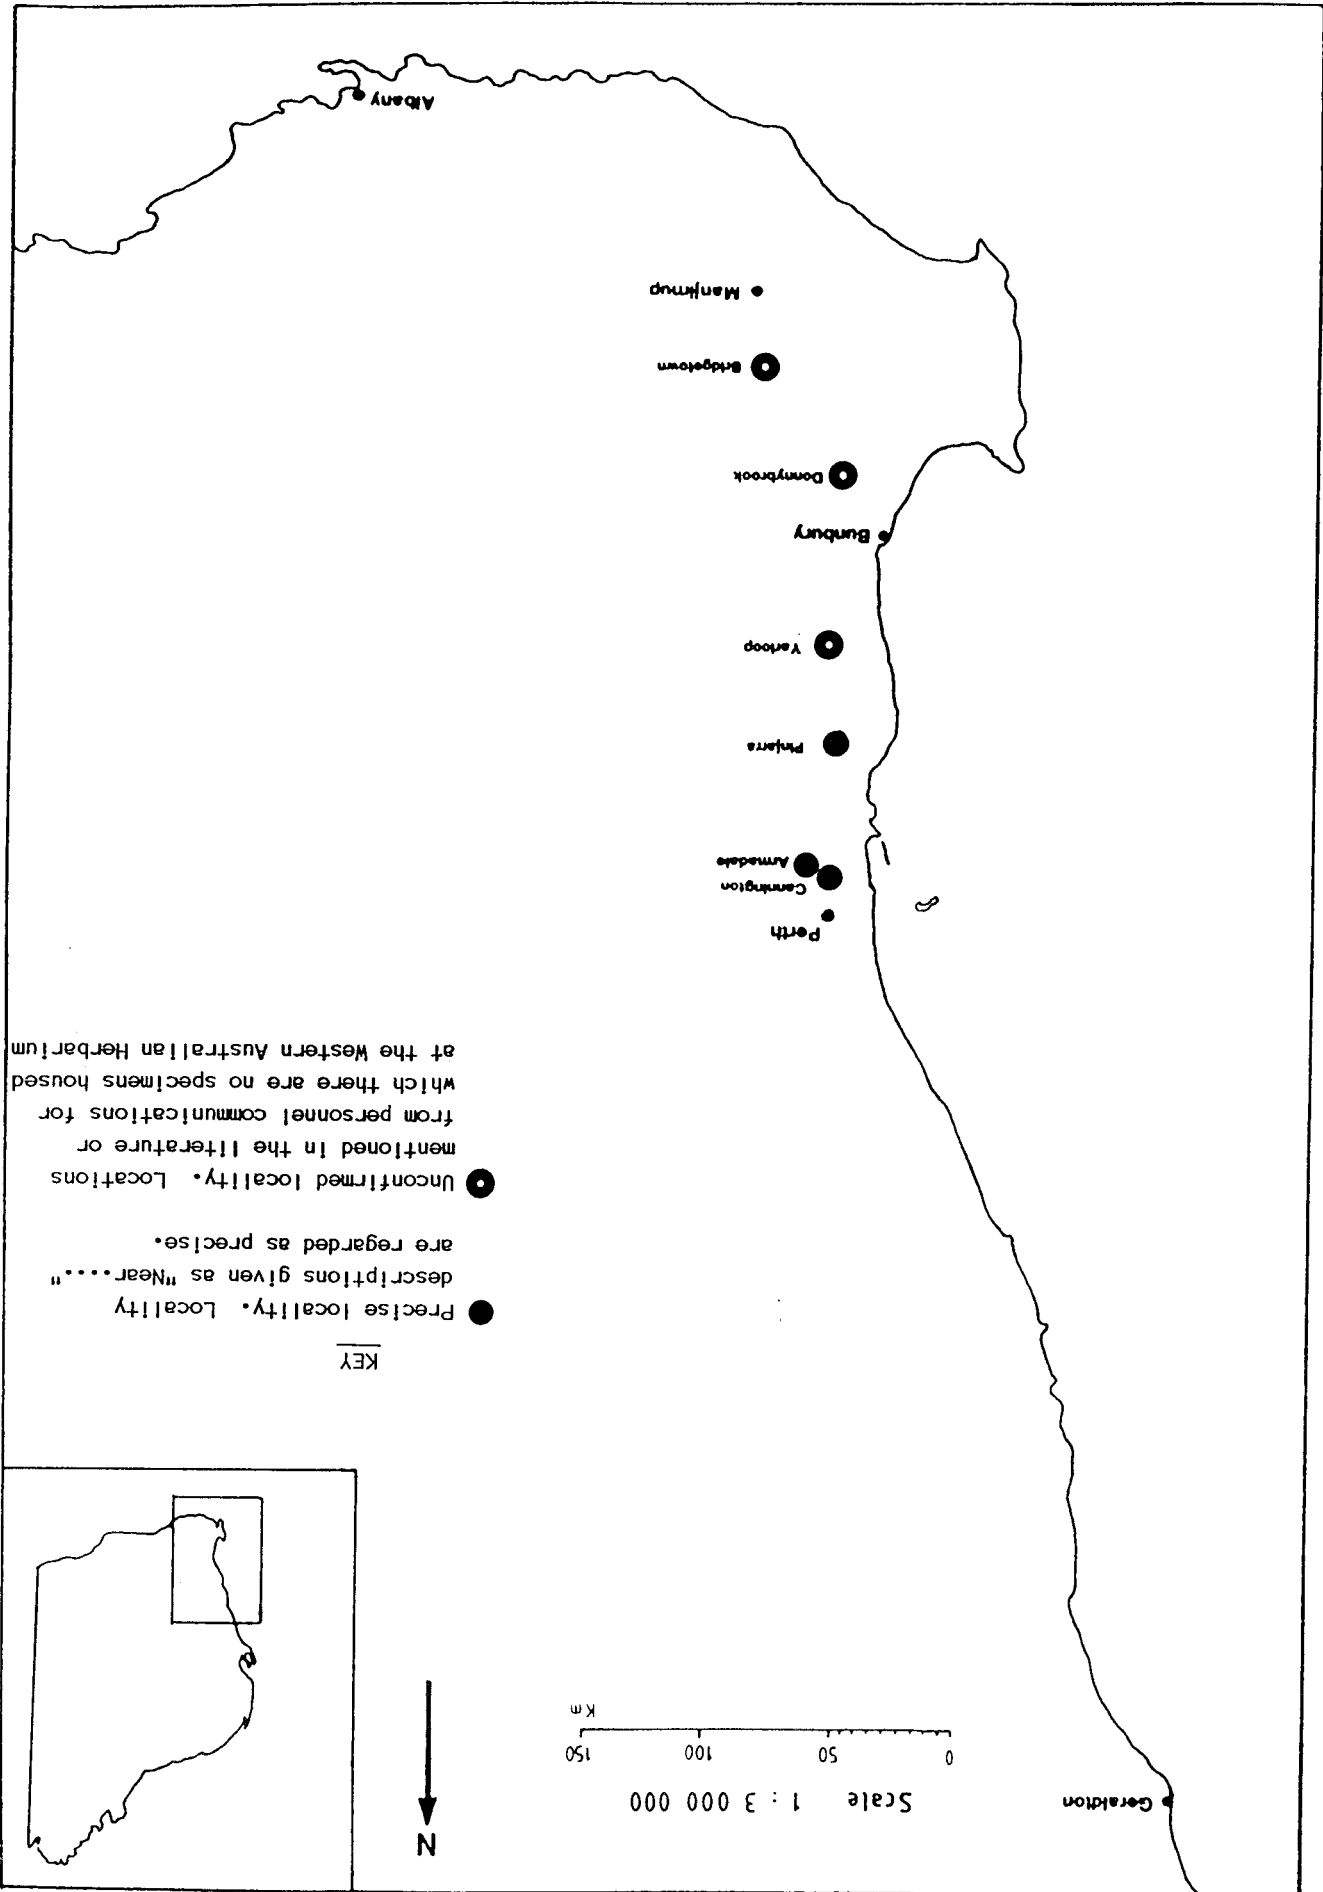 Geraldton
Scale 1 : 3 000 000
0 50 100 150
Km
N
KEY
Precise locality. Locality
descriptions given as "Near...."
are regarded as precise.
Unconfirmed locality. Locations
mentioned in the literature or
from personnel communications for
which there are no specimens housed
at the Western Australian Herbarium
Perth
Cannington
Armadale
Pinjarra
Yarloop
Bunbury
Donnybrook
Bridgetown
Manjimup
Albany